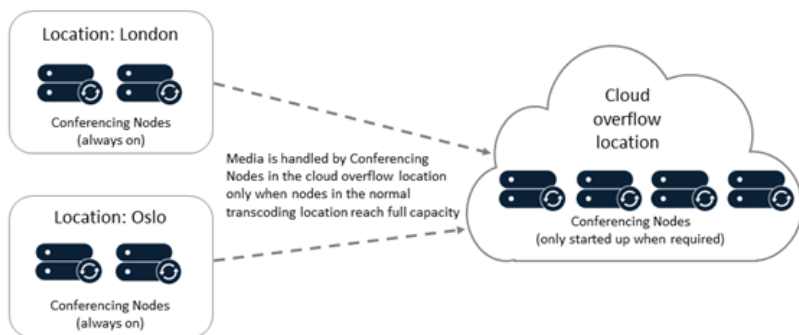 Location: London
Conferencing Nodes
(always on)
Media is handled by Conferencing
Nodes in the cloud overflow location
only when nodes in the normal
transcoding location reach full capacity
Location: Oslo
Conferencing Nodes
(always on)
Cloud
overflow
location
Conferencing Nodes
(only started up when required)